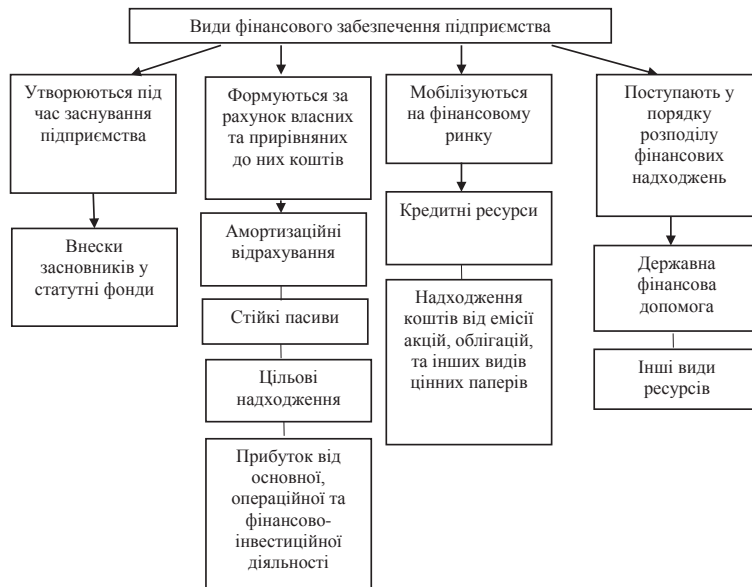 Види фінансового забезпечення підприємства
Утворюються під
час заснування
підприємства
Внески
засновників у
статутні фонди
Формуються за
рахунок власних
та прирівняних
до них коштів
Амортизаційні
відрахування
Стійкі пасиви
Цільові
надходження
Прибуток від
основної,
операційної та
фінансово-
інвестиційної
діяльності
Мобілізуються
на фінансовому
ринку
Кредитні ресурси
Надходження
коштів від емісії
акцій, облігацій,
та інших видів
цінних паперів
Поступають у
порядку
розподілу
фінансових
надходжень
Державна
фінансова
допомога
Інші види
ресурсів